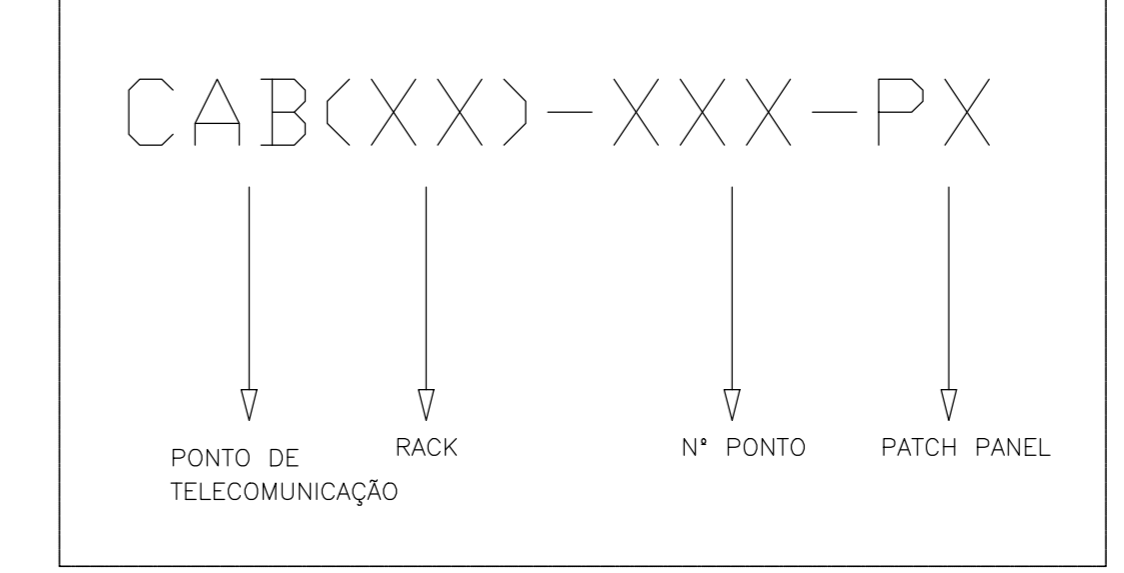 CAB(XX)-XXX-PX
PONTO DE
TELECOMUNICAÇÃO
RACK
Nº PONTO
PATCH PANEL